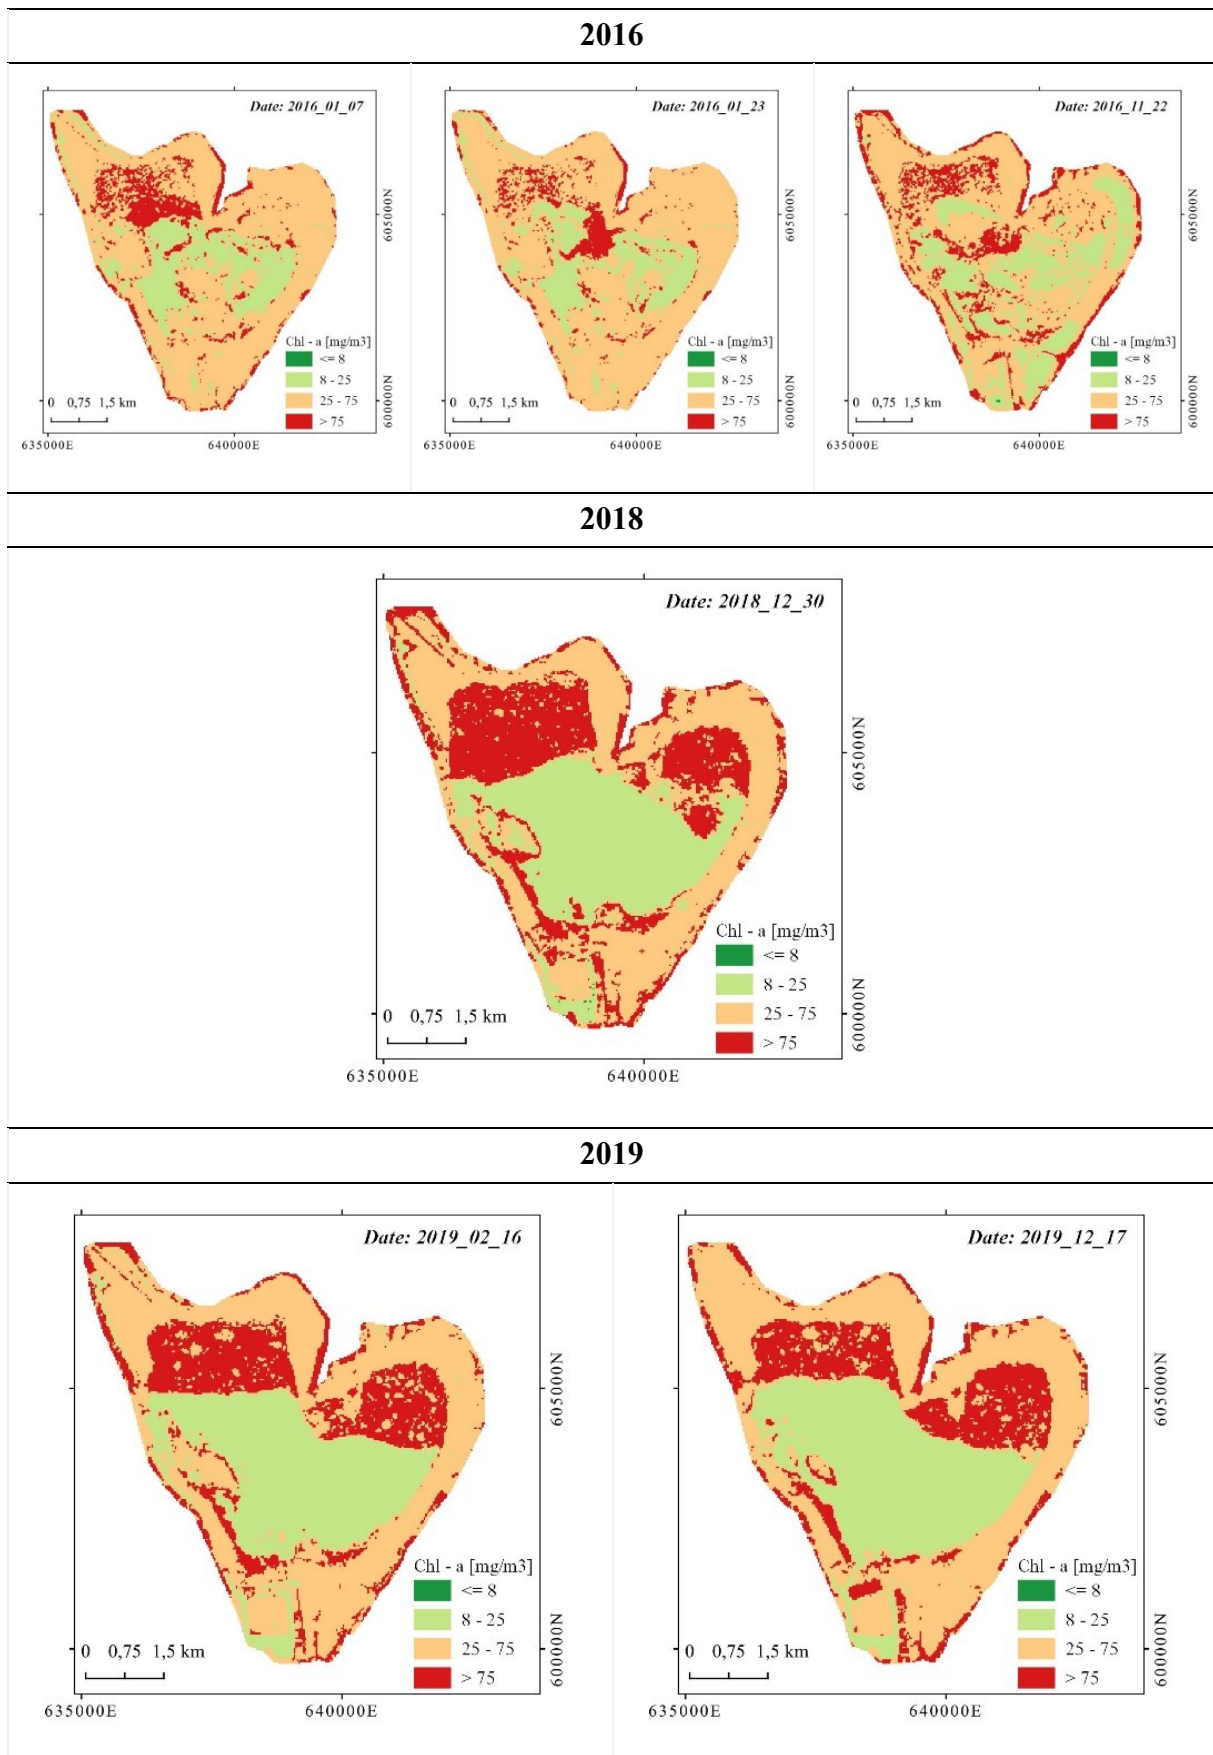 2016
Date: 2016_01_07
605000N
Chl - a [mg/m3]
<= 8
8 - 25
25 - 75
> 75
0 0,75 1,5 km
600000N
635000E 640000E
Date: 2016_01_23
605000N
Chl - a [mg/m3]
<= 8
8 - 25
25 - 75
> 75
0 0,75 1,5 km
600000N
635000E 640000E
Date: 2016_11_22
605000N
Chl - a [mg/m3]
<= 8
8 - 25
25 - 75
> 75
0 0,75 1,5 km
600000N
635000E 640000E
2018
Date: 2018_12_30
605000N
Chl - a [mg/m3]
<= 8
8 - 25
25 - 75
> 75
0 0,75 1,5 km
600000N
635000E 640000E
2019
Date: 2019_02_16
605000N
Chl - a [mg/m3]
<= 8
8 - 25
25 - 75
> 75
0 0,75 1,5 km
600000N
635000E 640000E
Date: 2019_12_17
605000N
Chl - a [mg/m3]
<= 8
8 - 25
25 - 75
> 75
0 0,75 1,5 km
600000N
635000E 640000E